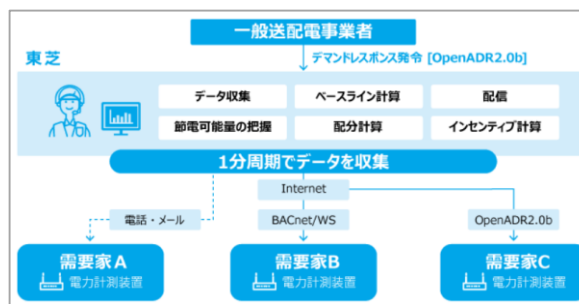 一般送配電事業者
東芝
デマンドレスポンス発令 [OpenADR2.0b]
データ収集
ベースライン計算
配信
節電可能量の把握
配分計算
インセンティブ計算
1分周期でデータを収集
Internet
電話・メール
BACnet/WS
OpenADR2.0b
需要家A
電力計測装置
需要家B
電力計測装置
需要家C
電力計測装置